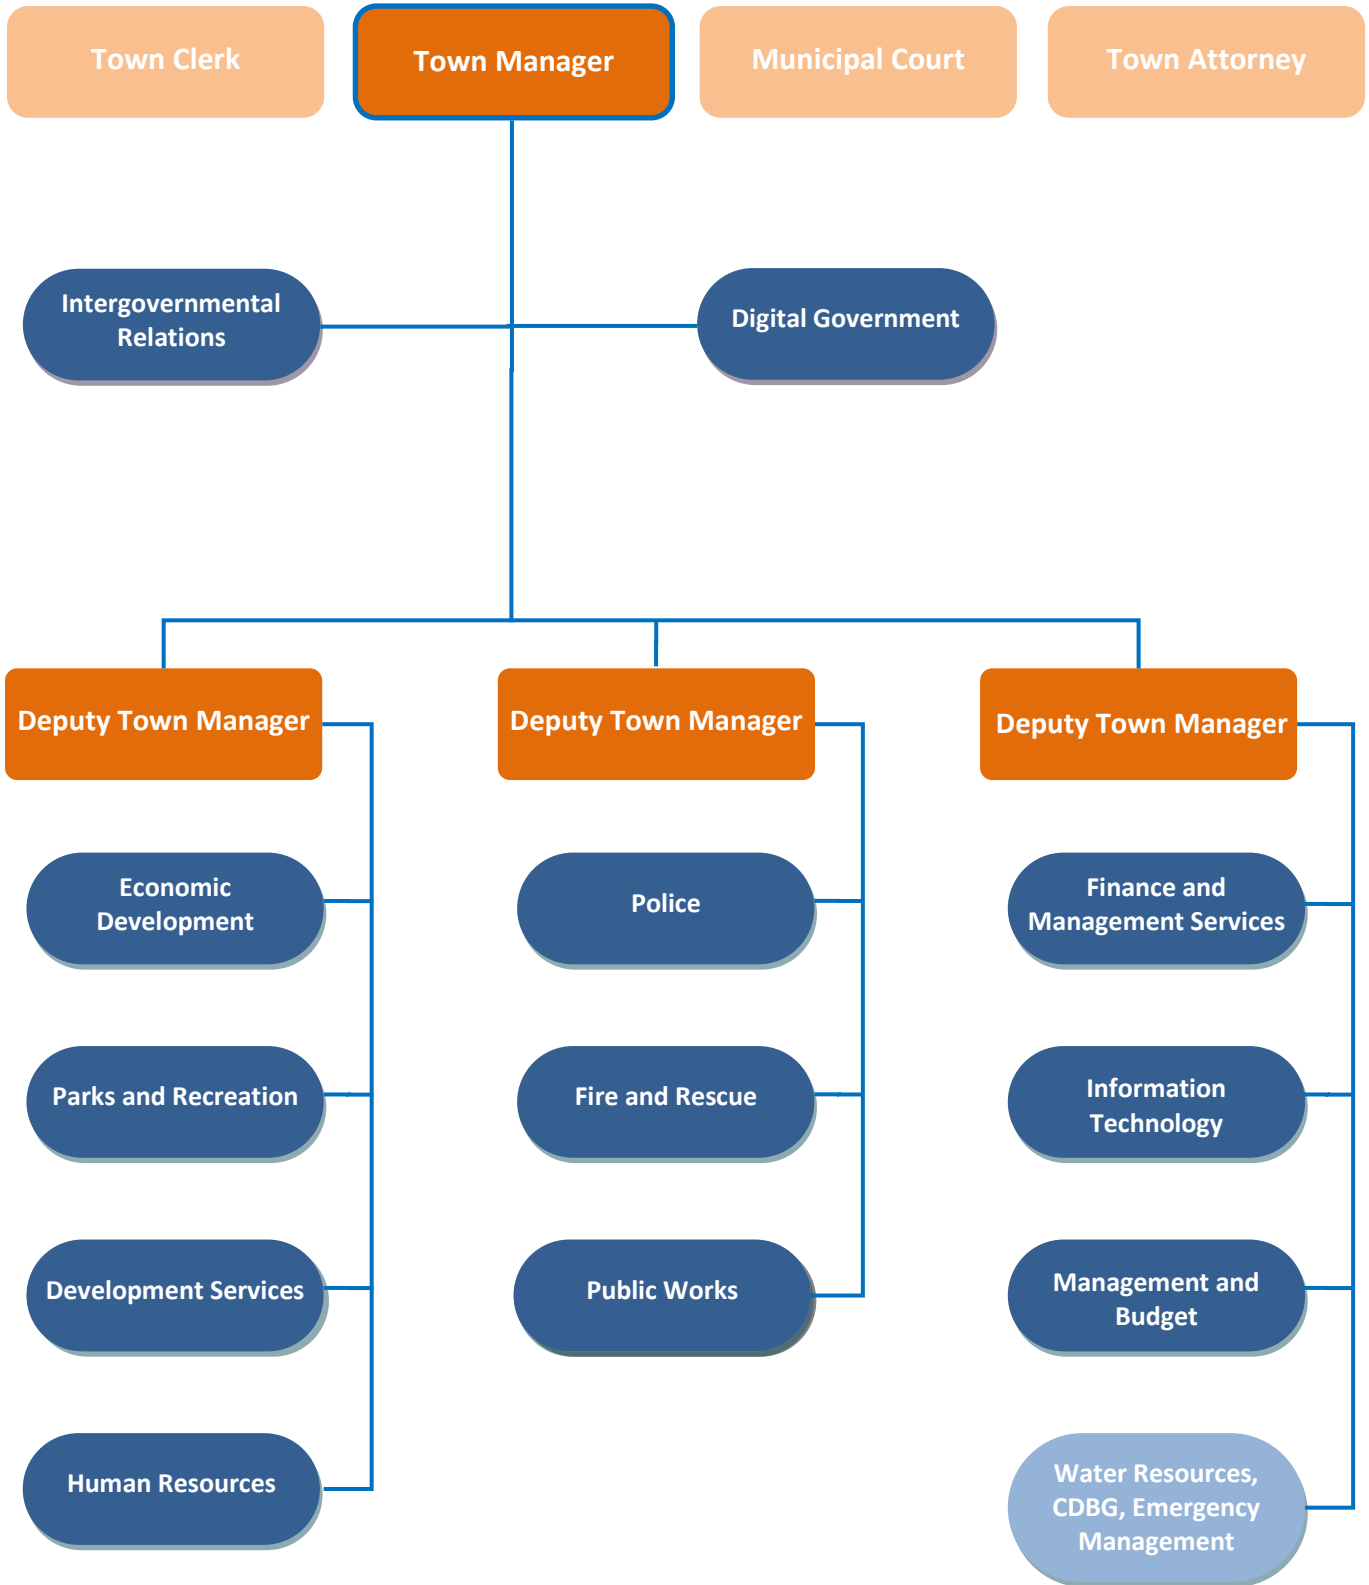 Town Clerk
Town Manager
Municipal Court
Town Attorney
Intergovernmental
Relations
Digital Government
Deputy Town Manager
Deputy Town Manager
Deputy Town Manager
Economic
Development
Police
Finance and
Management Services
Parks and Recreation
Fire and Rescue
Information
Technology
Development Services
Public Works
Management and
Budget
Human Resources
Water Resources,
CDBG, Emergency
Management